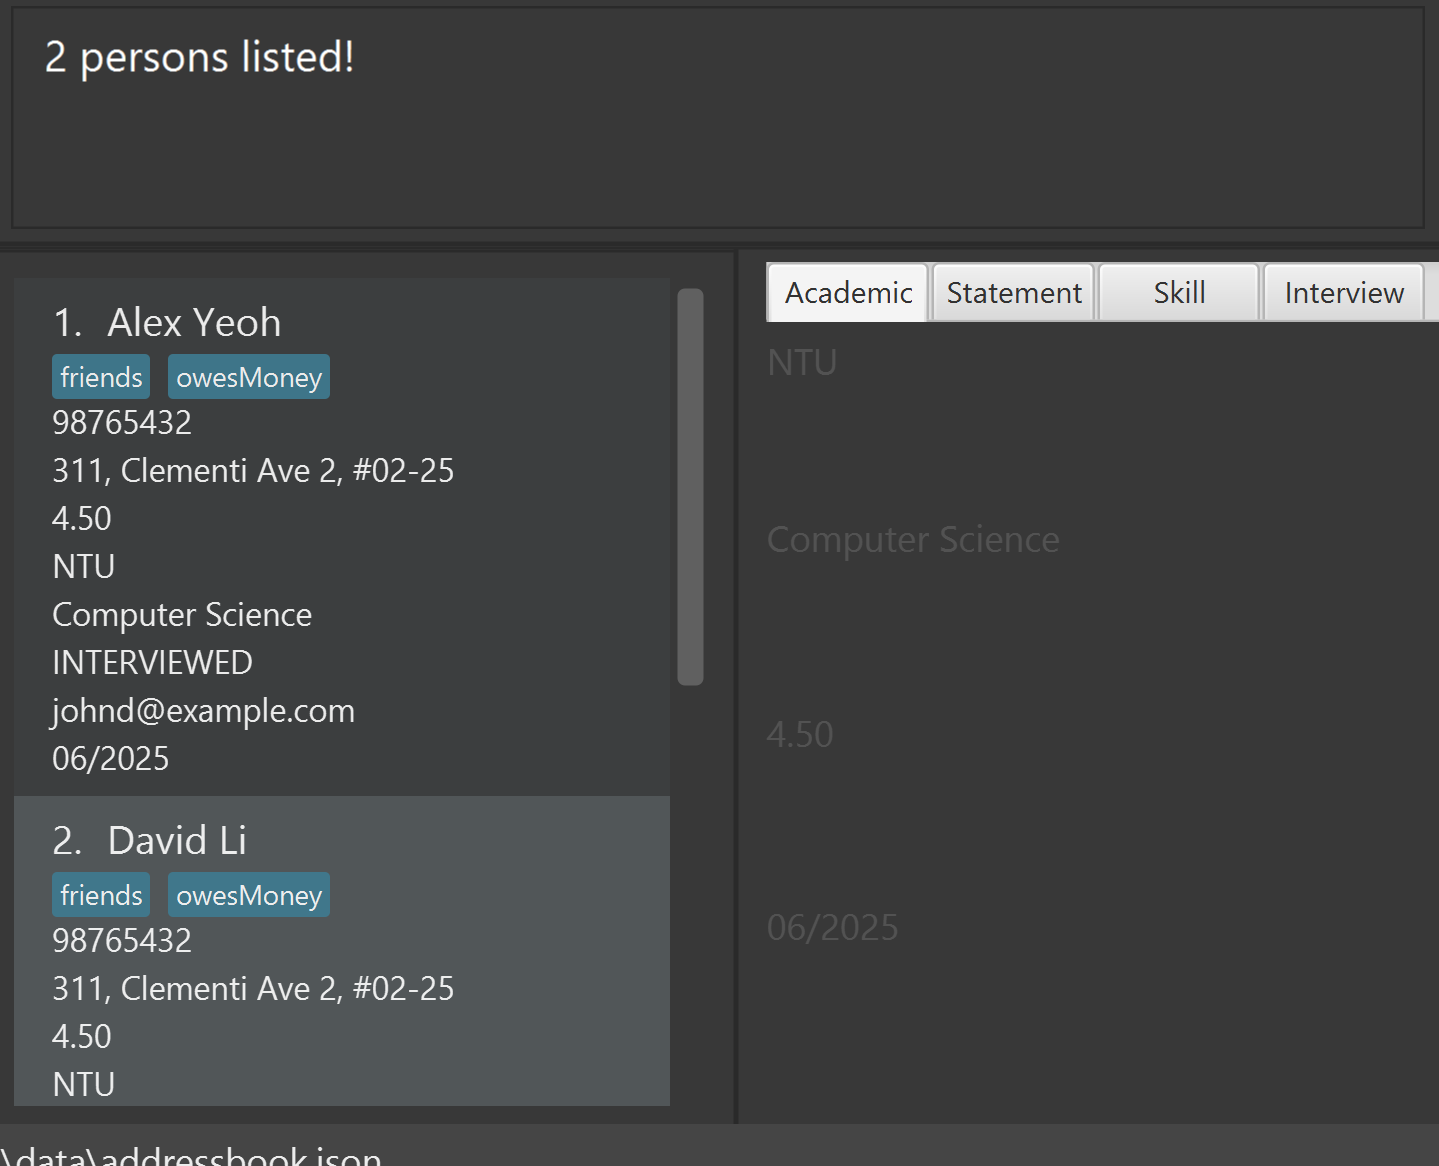 2 persons listed!
1. Alex Yeoh
friends owesMoney
98765432
311, Clementi Ave 2, #02-25
4.50
NTU
Computer Science
INTERVIEWED
johnd@example.com
06/2025
2. David Li
friends owesMoney
98765432
311, Clementi Ave 2, #02-25
4.50
NTU
Academic Statement Skill Interview
NTU
Computer Science
4.50
06/2025
\data\addressbook.json